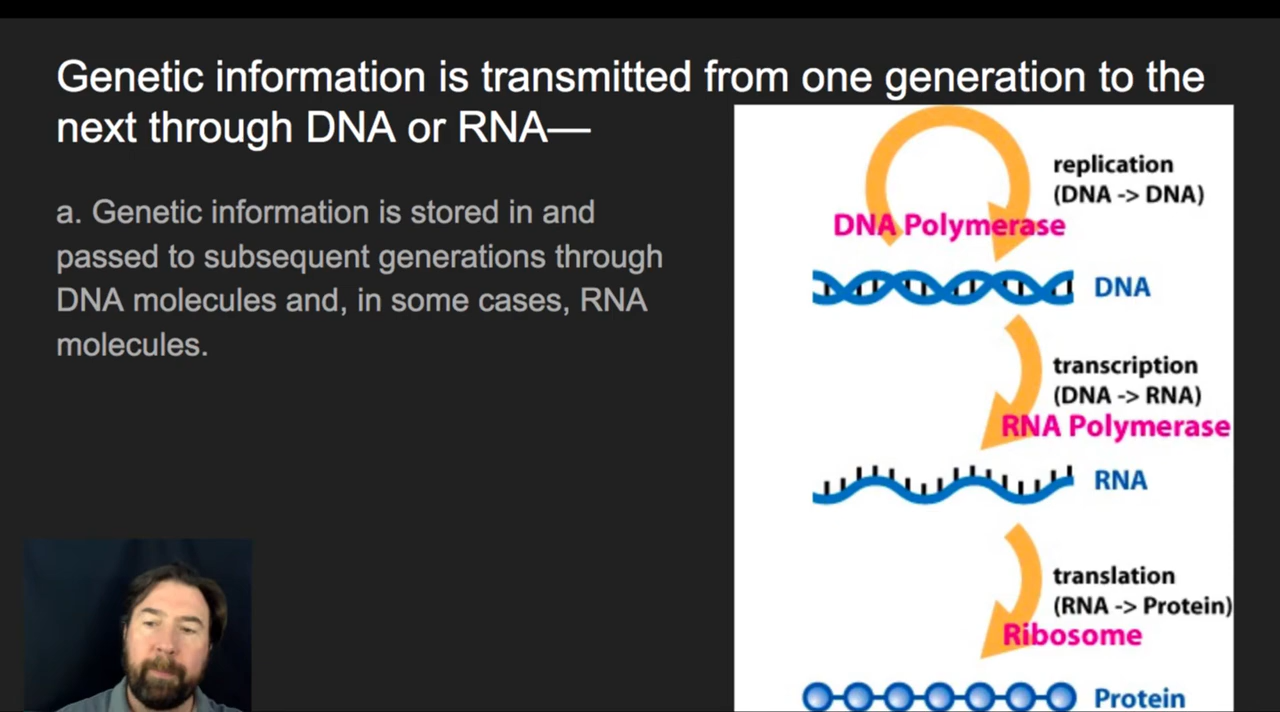 Genetic information is transmitted from one generation to the
next through DNA or RNA—
a. Genetic information is stored in and
passed to subsequent generations through
DNA molecules and, in some cases, RNA
molecules.
replication
(DNA -> DNA)
DNA Polymerase
DNA
transcription
(DNA -> RNA)
RNA Polymerase
RNA
translation
(RNA -> Protein)
Ribosome
Protein